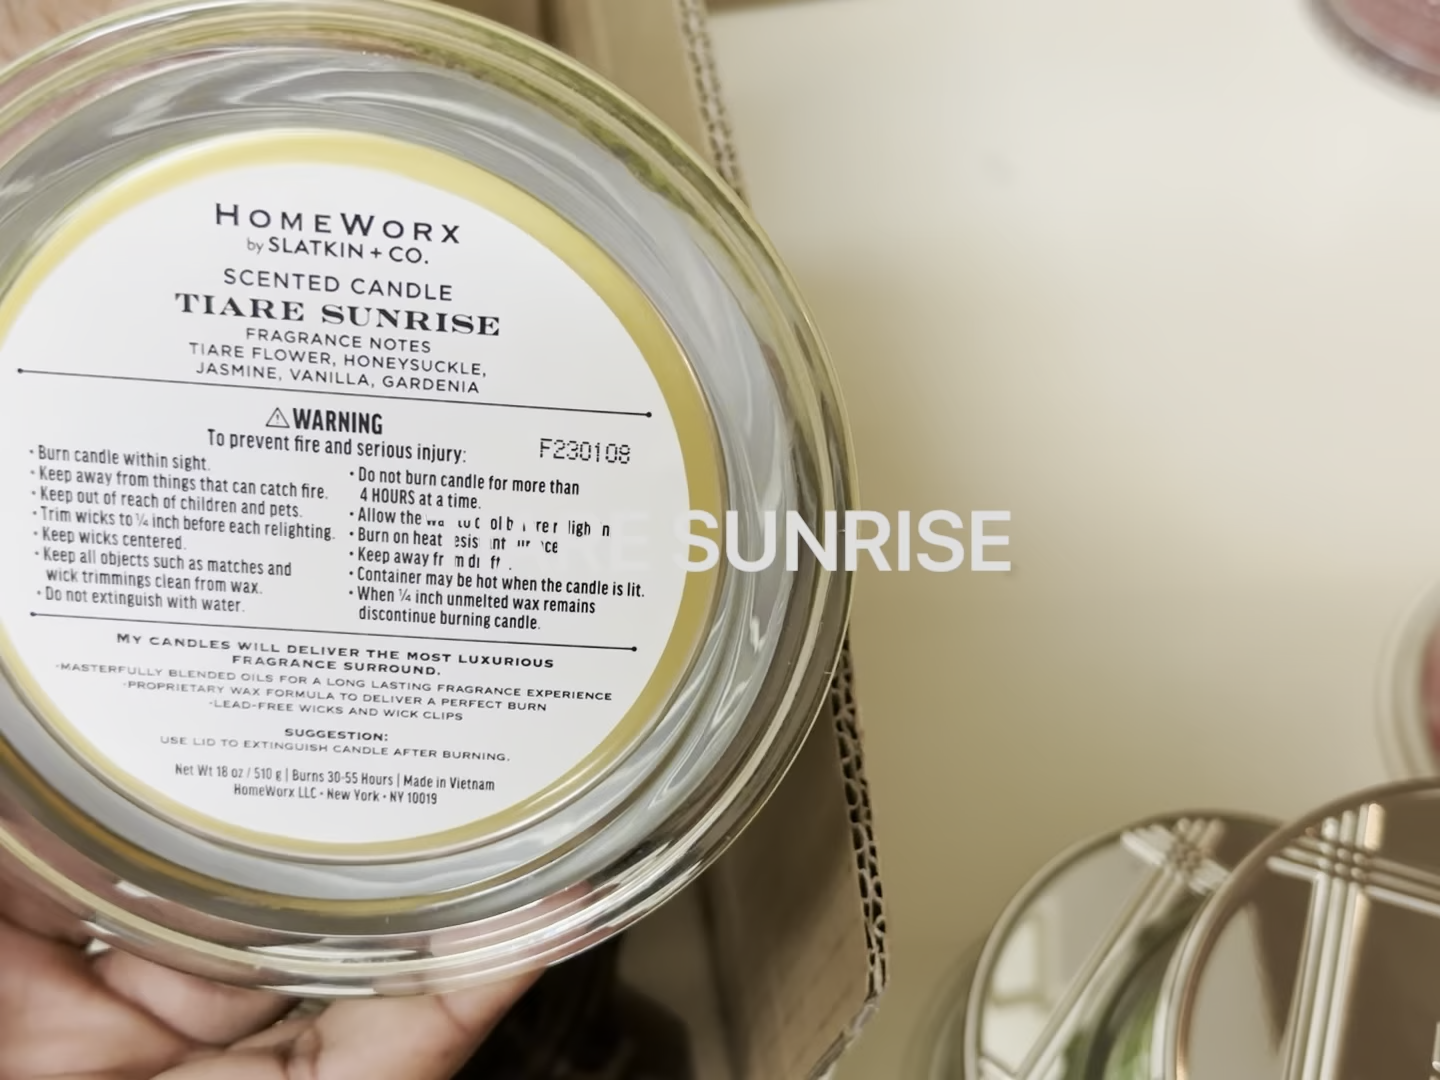 HOMEWORX
by SLATKIN + CO.
SCENTED CANDLE
TIARE SUNRISE
FRAGRANCE NOTES
TIARE FLOWER, HONEYSUCKLE,
JASMINE, VANILLA, GARDENIA
⚠WARNING
To prevent fire and serious injury:
F230108
• Burn candle within sight.
• Keep away from things that can catch fire.
• Keep out of reach of children and pets.
• Trim wicks to ¼ inch before each relighting.
• Keep wicks centered.
• Keep all objects such as matches and
wick trimmings clean from wax.
• Do not extinguish with water.
• Do not burn candle for more than
4 HOURS at a time.
• Allow the
• Burn on heat
• Keep away
• Container may be hot when the candle is lit.
• When ¼ inch unmelted wax remains
discontinue burning candle.
SUNRISE
MY CANDLES WILL DELIVER THE MOST LUXURIOUS
FRAGRANCE SURROUND.
-MASTERFULLY BLENDED OILS FOR A LONG LASTING FRAGRANCE EXPERIENCE
-PROPRIETARY WAX FORMULA TO DELIVER A PERFECT BURN
-LEAD-FREE WICKS AND WICK CLIPS
SUGGESTION:
USE LID TO EXTINGUISH CANDLE AFTER BURNING.
Net Wt 18 oz / 510 g | Burns 30-55 Hours | Made in Vietnam
HomeWorx LLC • New York • NY 10019